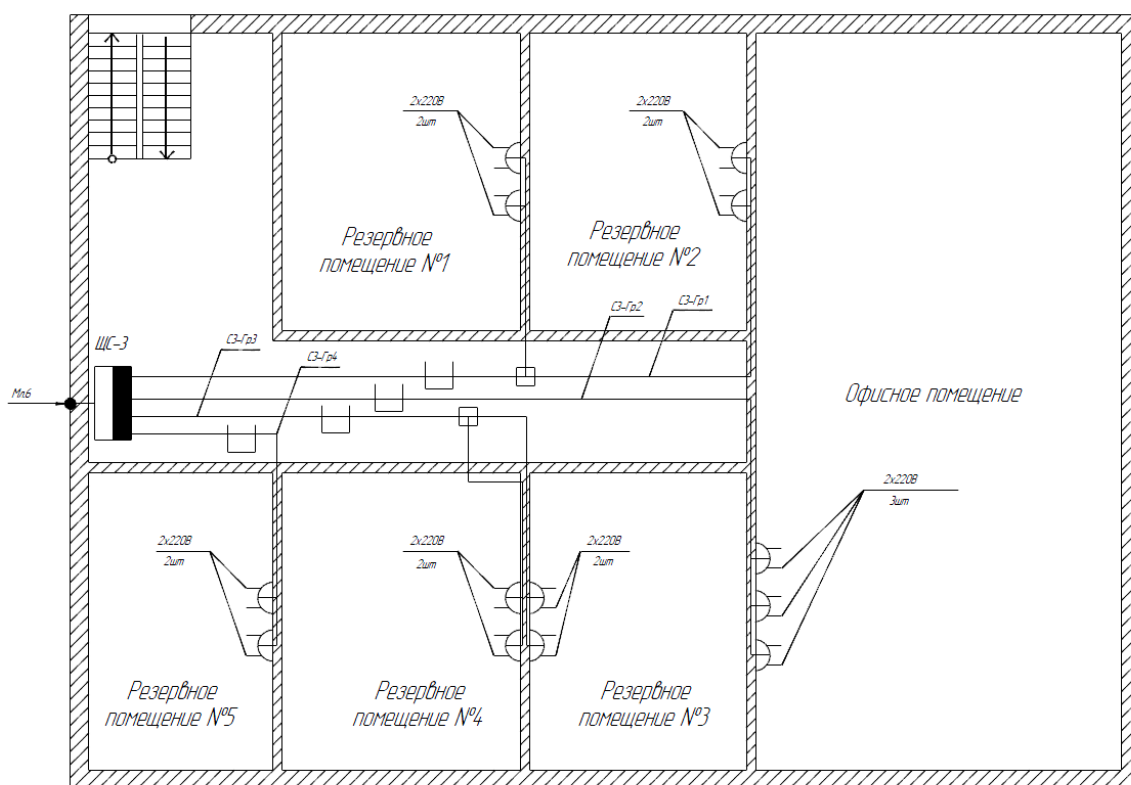 2х220В
2шт
2х220В
2шт
Резервное
помещение №1
Резервное
помещение №2
С3-Гр2
С3-Гр1
ЩС-3
С3-Гр3
С3-Гр4
Мл.6
Офисное помещение
2х220В
3шт
2х220В
2шт
2х220В
2шт
2х220В
2шт
Резервное
помещение №5
Резервное
помещение №4
Резервное
помещение №3